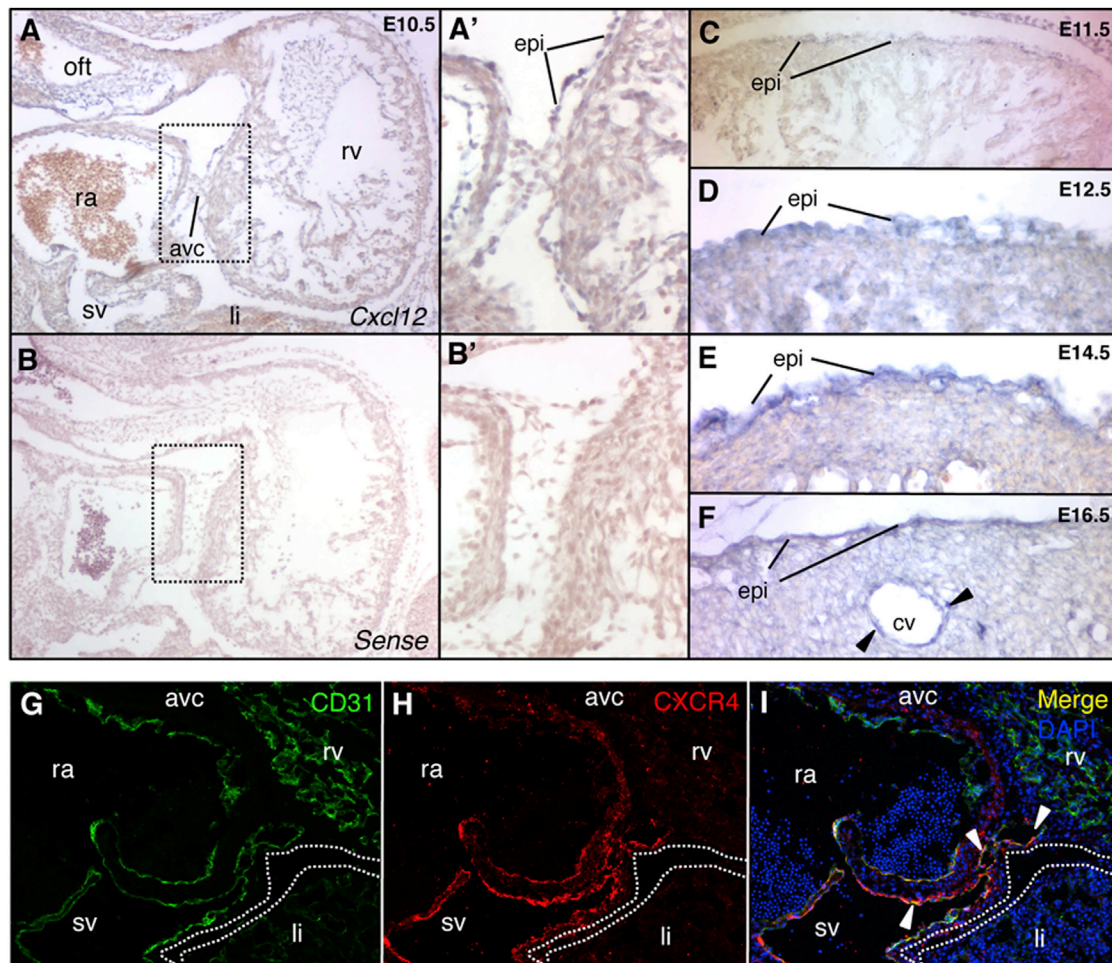 A
E10.5
oft
ra
rv
avc
sv
li
Cxcl12
A'
epi
B
Sense
B'
C
E11.5
epi
D
E12.5
epi
E
E14.5
epi
F
E16.5
epi
cv
G
CD31
avc
rv
ra
sv
li
H
CXCR4
avc
rv
ra
sv
li
I
Merge
DAPI
avc
rv
ra
sv
li